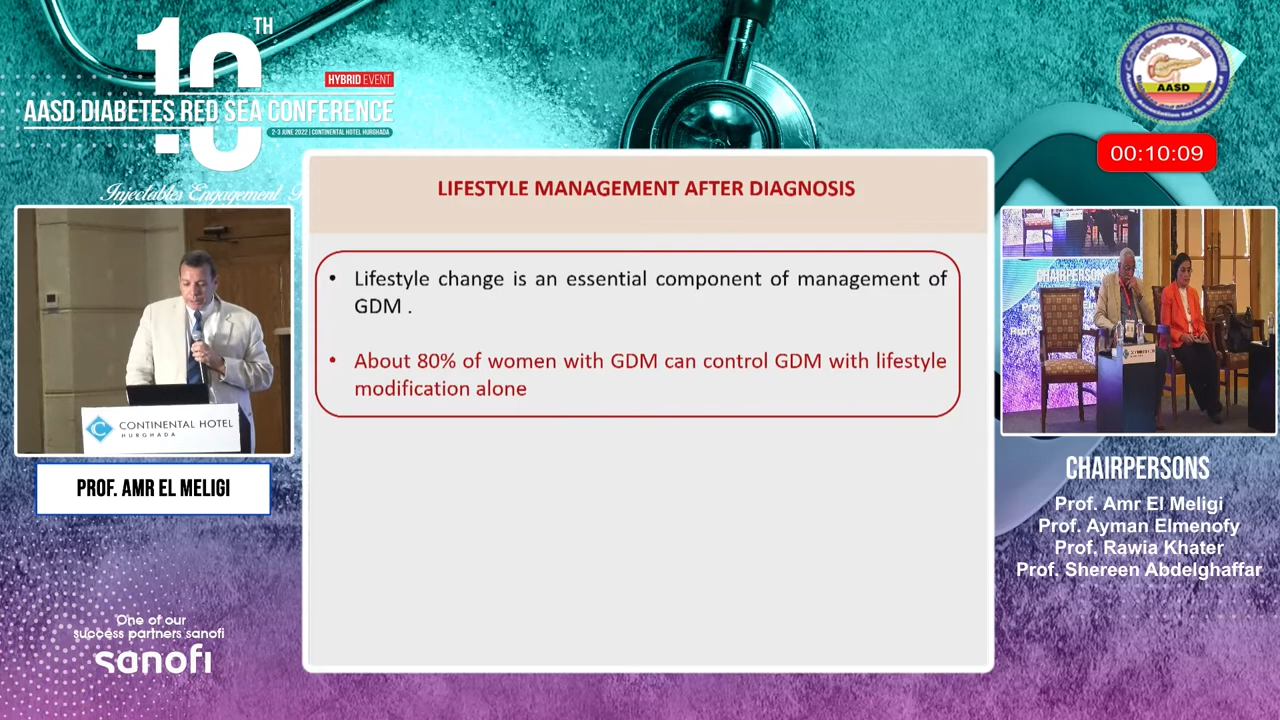 10TH
HYBRID EVENT
AASD DIABETES RED SEA CONFERENCE
2-3 JUNE 2022 | CONTINENTAL HOTEL HURGHADA
Injectables Engagement
AASD
00:10:09
LIFESTYLE MANAGEMENT AFTER DIAGNOSIS
• Lifestyle change is an essential component of management of
GDM .
• About 80% of women with GDM can control GDM with lifestyle
modification alone
CONTINENTAL HOTEL
HURGHADA
PROF. AMR EL MELIGI
CHAIRPERSONS
CHAIRPERSONS
Prof. Amr El Meligi
Prof. Ayman Elmenofy
Prof. Rawia Khater
Prof. Shereen Abdelghaffar
One of our
success partners sanofi
sanofi